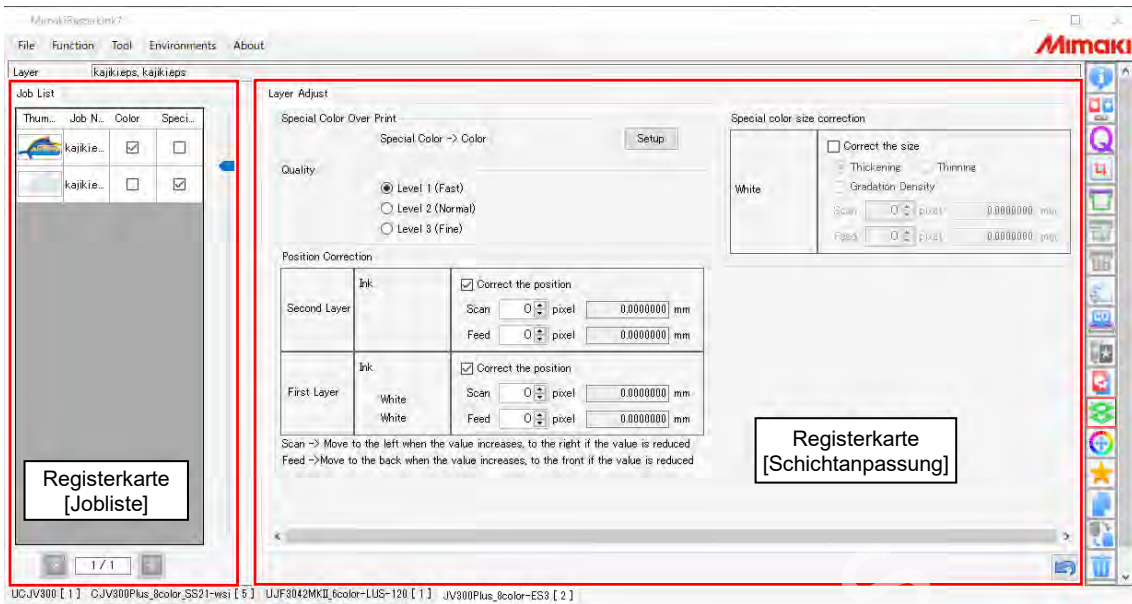 MimakiRasterLink7
File Function Tool Environments About
Mimaki
Layer kajiki.eps, kajiki.eps
Job List
Thum... Job N... Color Speci...
kajikie...
kajikie...
1 / 1
Registerkarte
[Jobliste]
Layer Adjust
Special Color Over Print
Special Color -> Color Setup
Quality
Level 1 (Fast)
Level 2 (Normal)
Level 3 (Fine)
Position Correction
Second Layer
Ink
Correct the position
Scan 0 pixel 0.0000000 mm
Feed 0 pixel 0.0000000 mm
First Layer
Ink
White
White
Correct the position
Scan 0 pixel 0.0000000 mm
Feed 0 pixel 0.0000000 mm
Scan -> Move to the left when the value increases, to the right if the value is reduced
Feed ->Move to the back when the value increases, to the front if the value is reduced
Special color size correction
White
Correct the size
Thickening Thinning
Gradation Density
Scan 0 pixel 0.0000000 mm
Feed 0 pixel 0.0000000 mm
Registerkarte
[Schichtanpassung]
UCJV300 [ 1 ] CJV300Plus_8color_SS21-wsi [ 5 ] UJF3042MKII_6color-LUS-120 [ 1 ] JV300Plus_8color-ES3 [ 2 ]